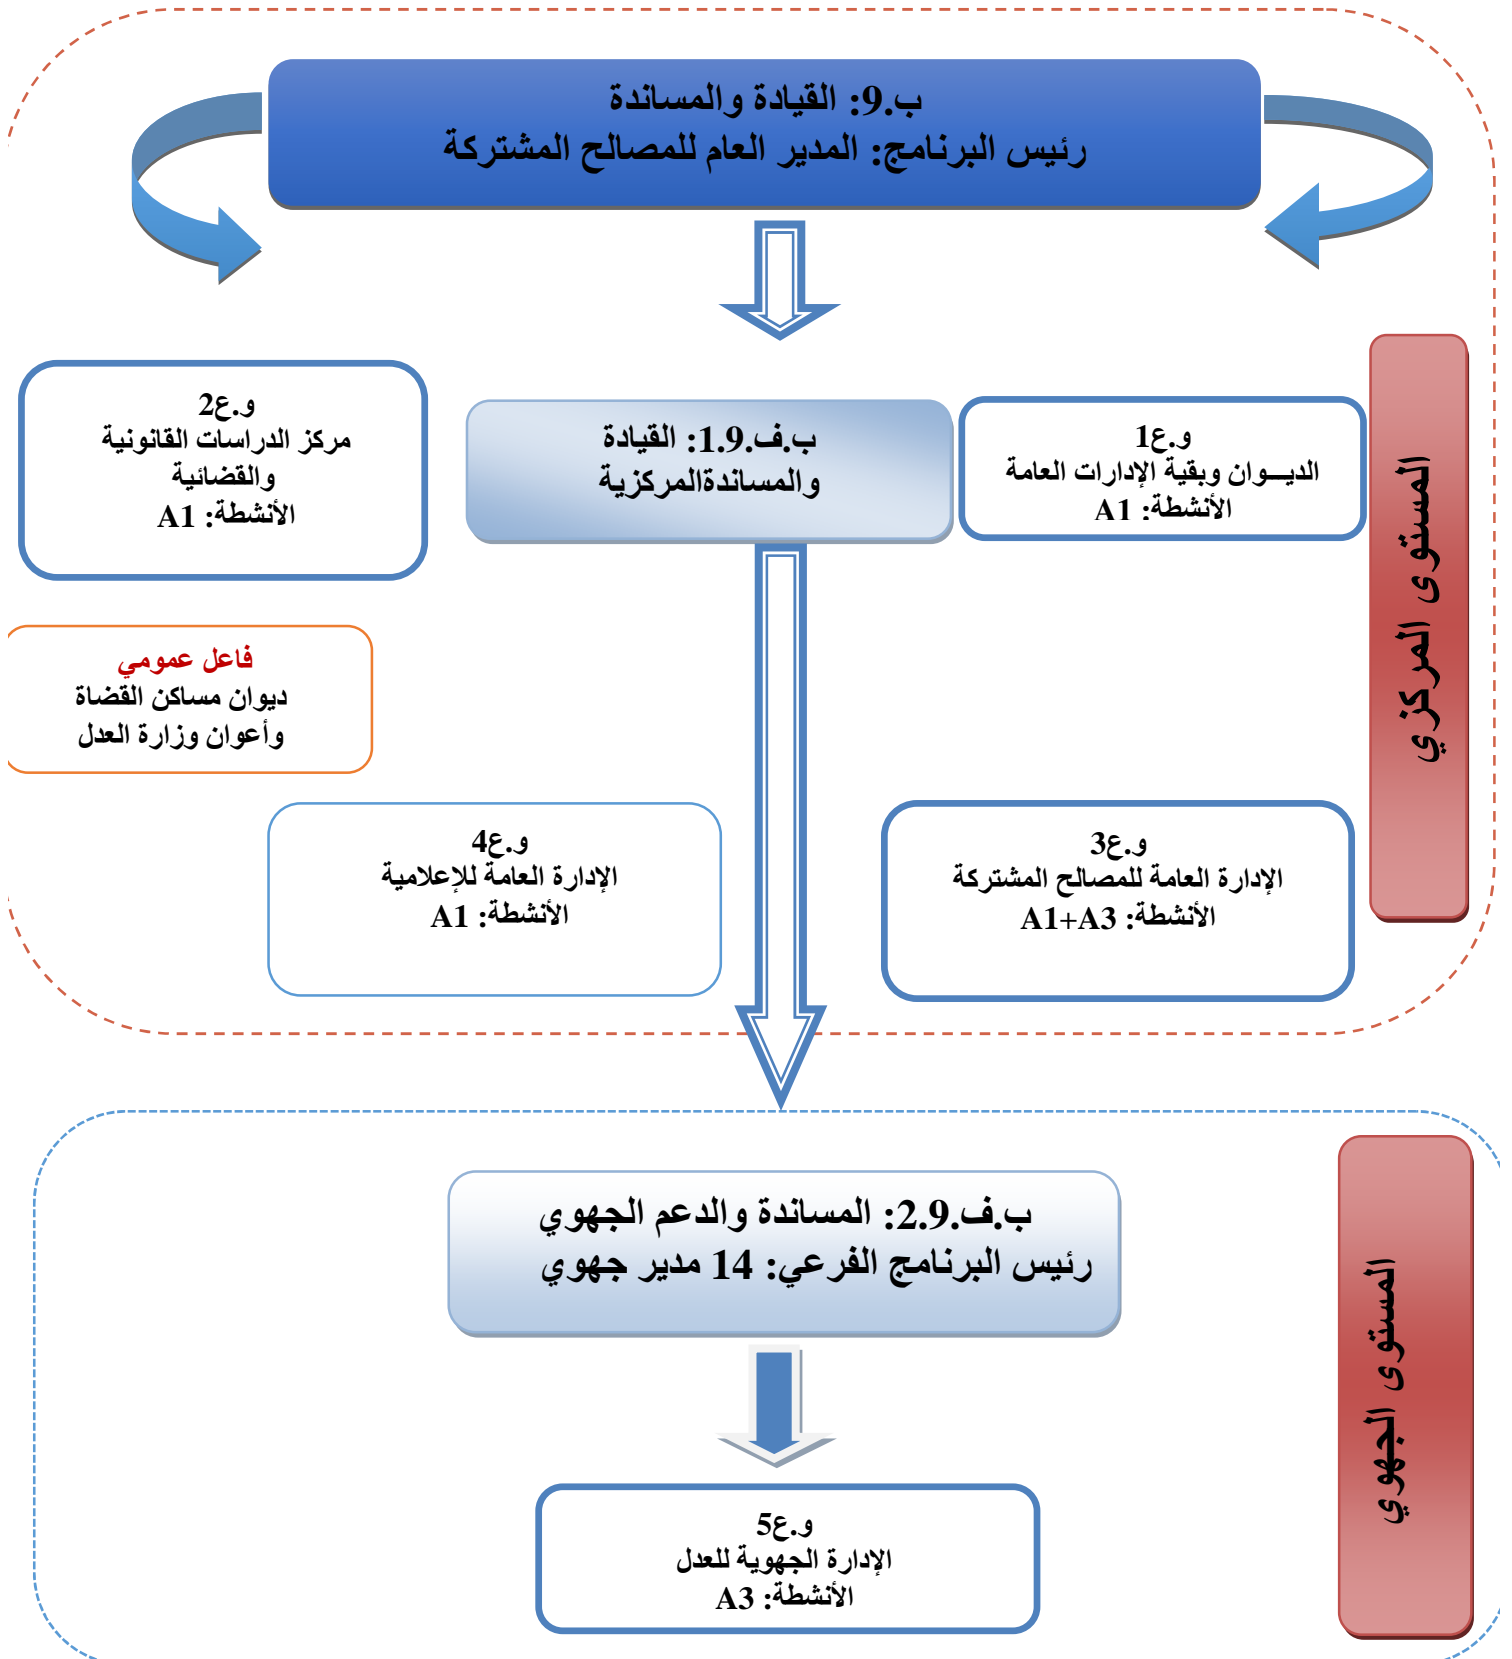 ب.9: القيادة والمساندة
رئيس البرنامج: المدير العام للمصالح المشتركة
المستوى المركزي
و.ع1
الديـــوان وبقية الإدارات العامة
الأنشطة: A1
ب.ف.1.9: القيادة
والمساندةالمركزية
و.ع2
مركز الدراسات القانونية
والقضائية
الأنشطة: A1
فاعل عمومي
ديوان مساكن القضاة
وأعوان وزارة العدل
و.ع3
الإدارة العامة للمصالح المشتركة
الأنشطة: A1+A3
و.ع4
الإدارة العامة للإعلامية
الأنشطة: A1
المستوى الجهوي
ب.ف.2.9: المساندة والدعم الجهوي
رئيس البرنامج الفرعي: 14 مدير جهوي
و.ع5
الإدارة الجهوية للعدل
الأنشطة: A3